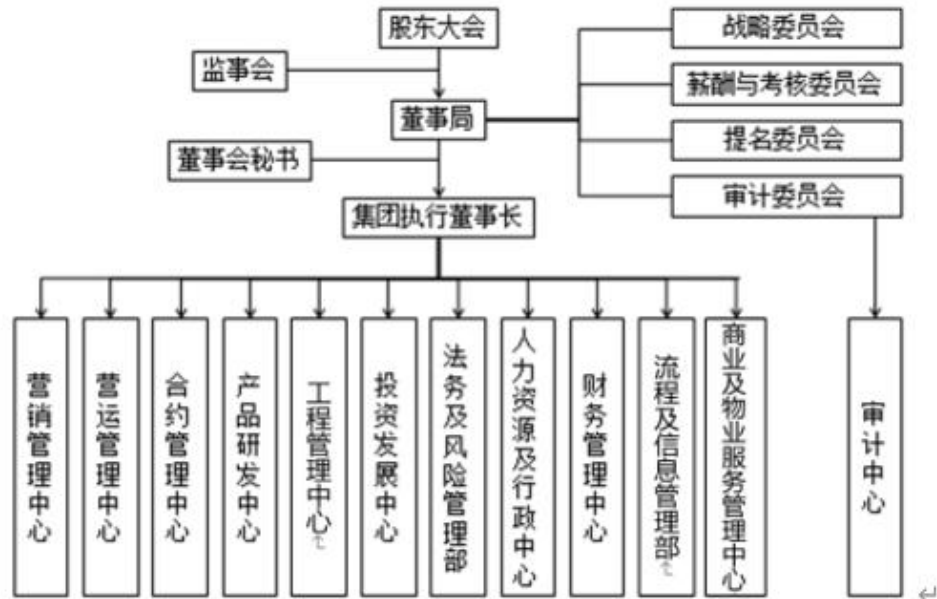 股东大会
战略委员会
监事会
薪酬与考核委员会
董事局
提名委员会
董事会秘书
审计委员会
集团执行董事长
营销管理中心
营运管理中心
合约管理中心
产品研发中心
工程管理中心
投资发展中心
法务及风险管理部
人力资源及行政中心
财务管理中心
流程及信息管理部
商业及物业服务管理中心
审计中心